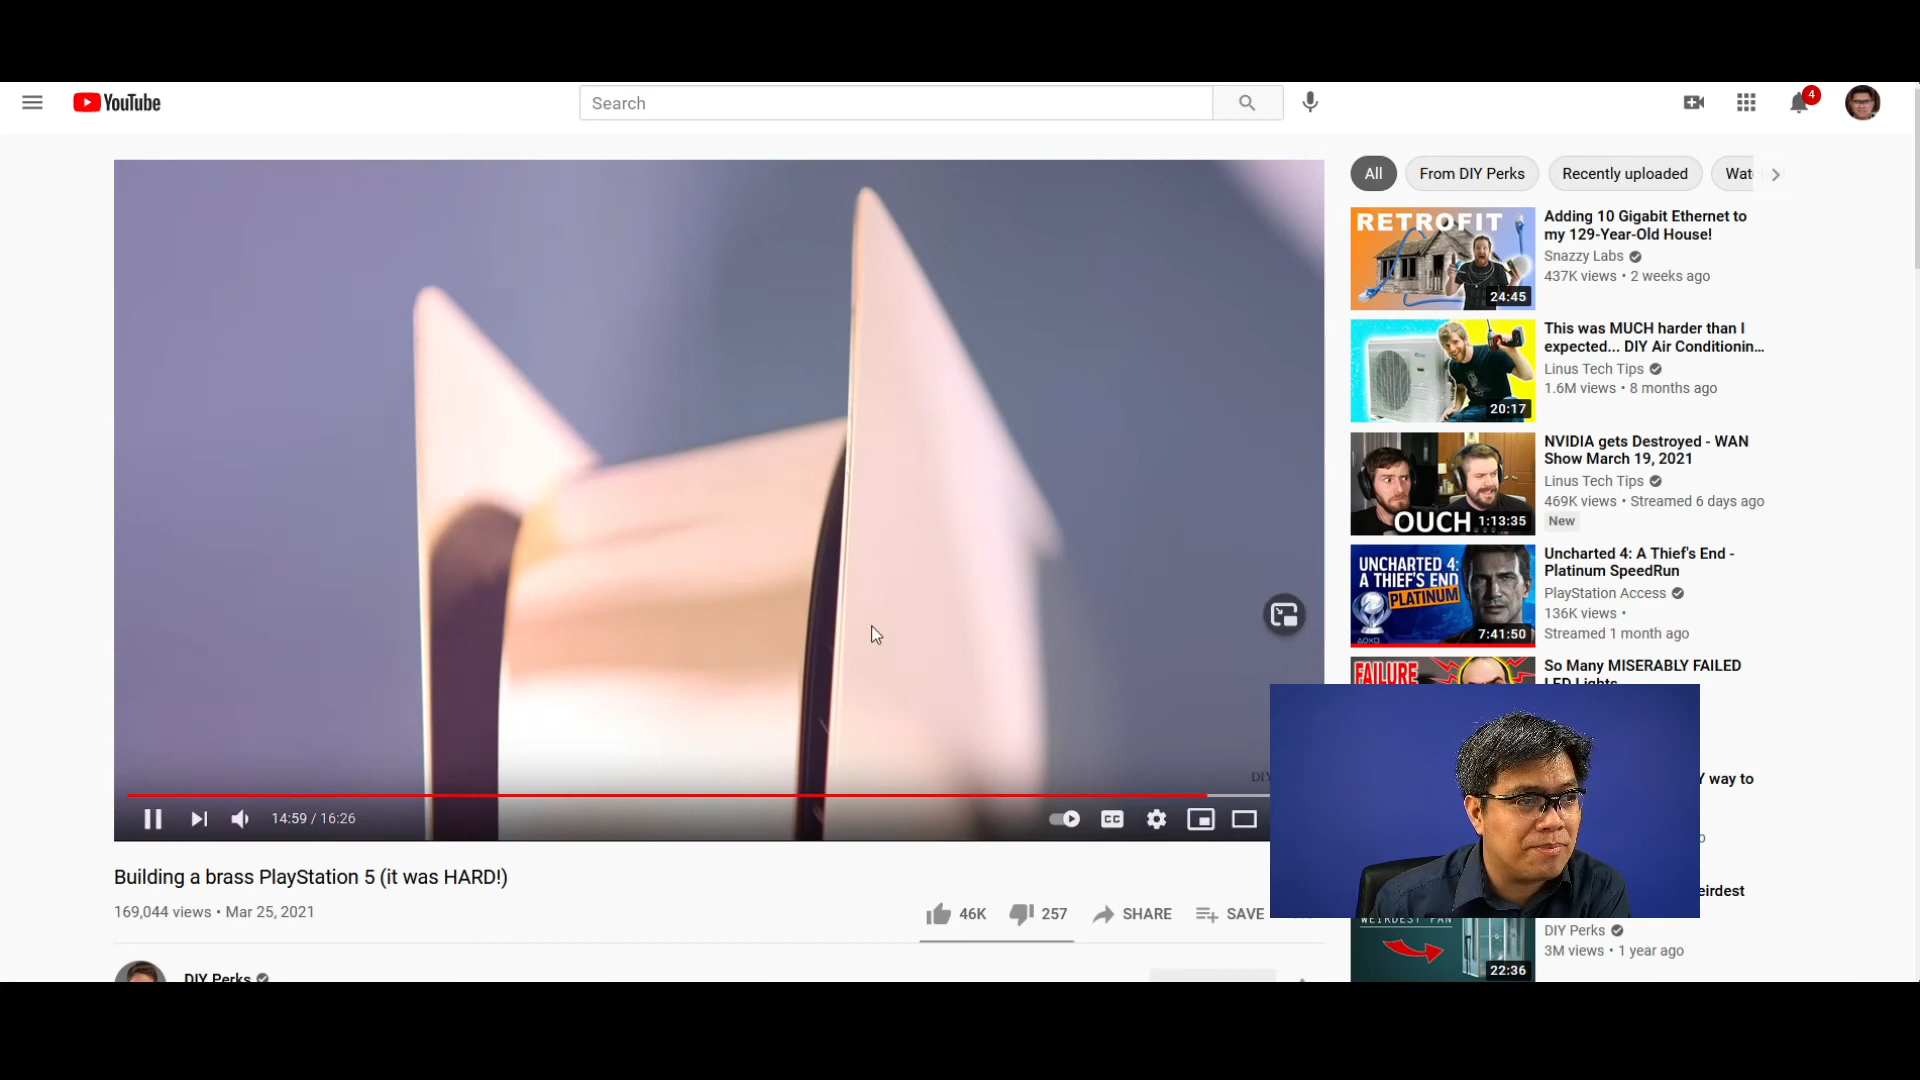 YouTube
Search
4
All
From DIY Perks
Recently uploaded
RETROFIT
24:45
Adding 10 Gigabit Ethernet to
my 129-Year-Old House!
Snazzy Labs
437K views • 2 weeks ago
20:17
This was MUCH harder than I
expected... DIY Air Conditionin...
Linus Tech Tips
1.6M views • 8 months ago
OUCH
1:13:35
NVIDIA gets Destroyed - WAN
Show March 19, 2021
Linus Tech Tips
469K views • Streamed 6 days ago
New
UNCHARTED 4:
A THIEF'S END
PLATINUM
7:41:50
Uncharted 4: A Thief's End -
Platinum SpeedRun
PlayStation Access
136K views •
Streamed 1 month ago
FAILURE
So Many MISERABLY FAILED
LED Lights
way to
WEIRDEST FAN
22:36
DIY Perks
3M views • 1 year ago
14:59 / 16:26
CC
Building a brass PlayStation 5 (it was HARD!)
169,044 views • Mar 25, 2021
46K
257
SHARE
SAVE
DIY Perks